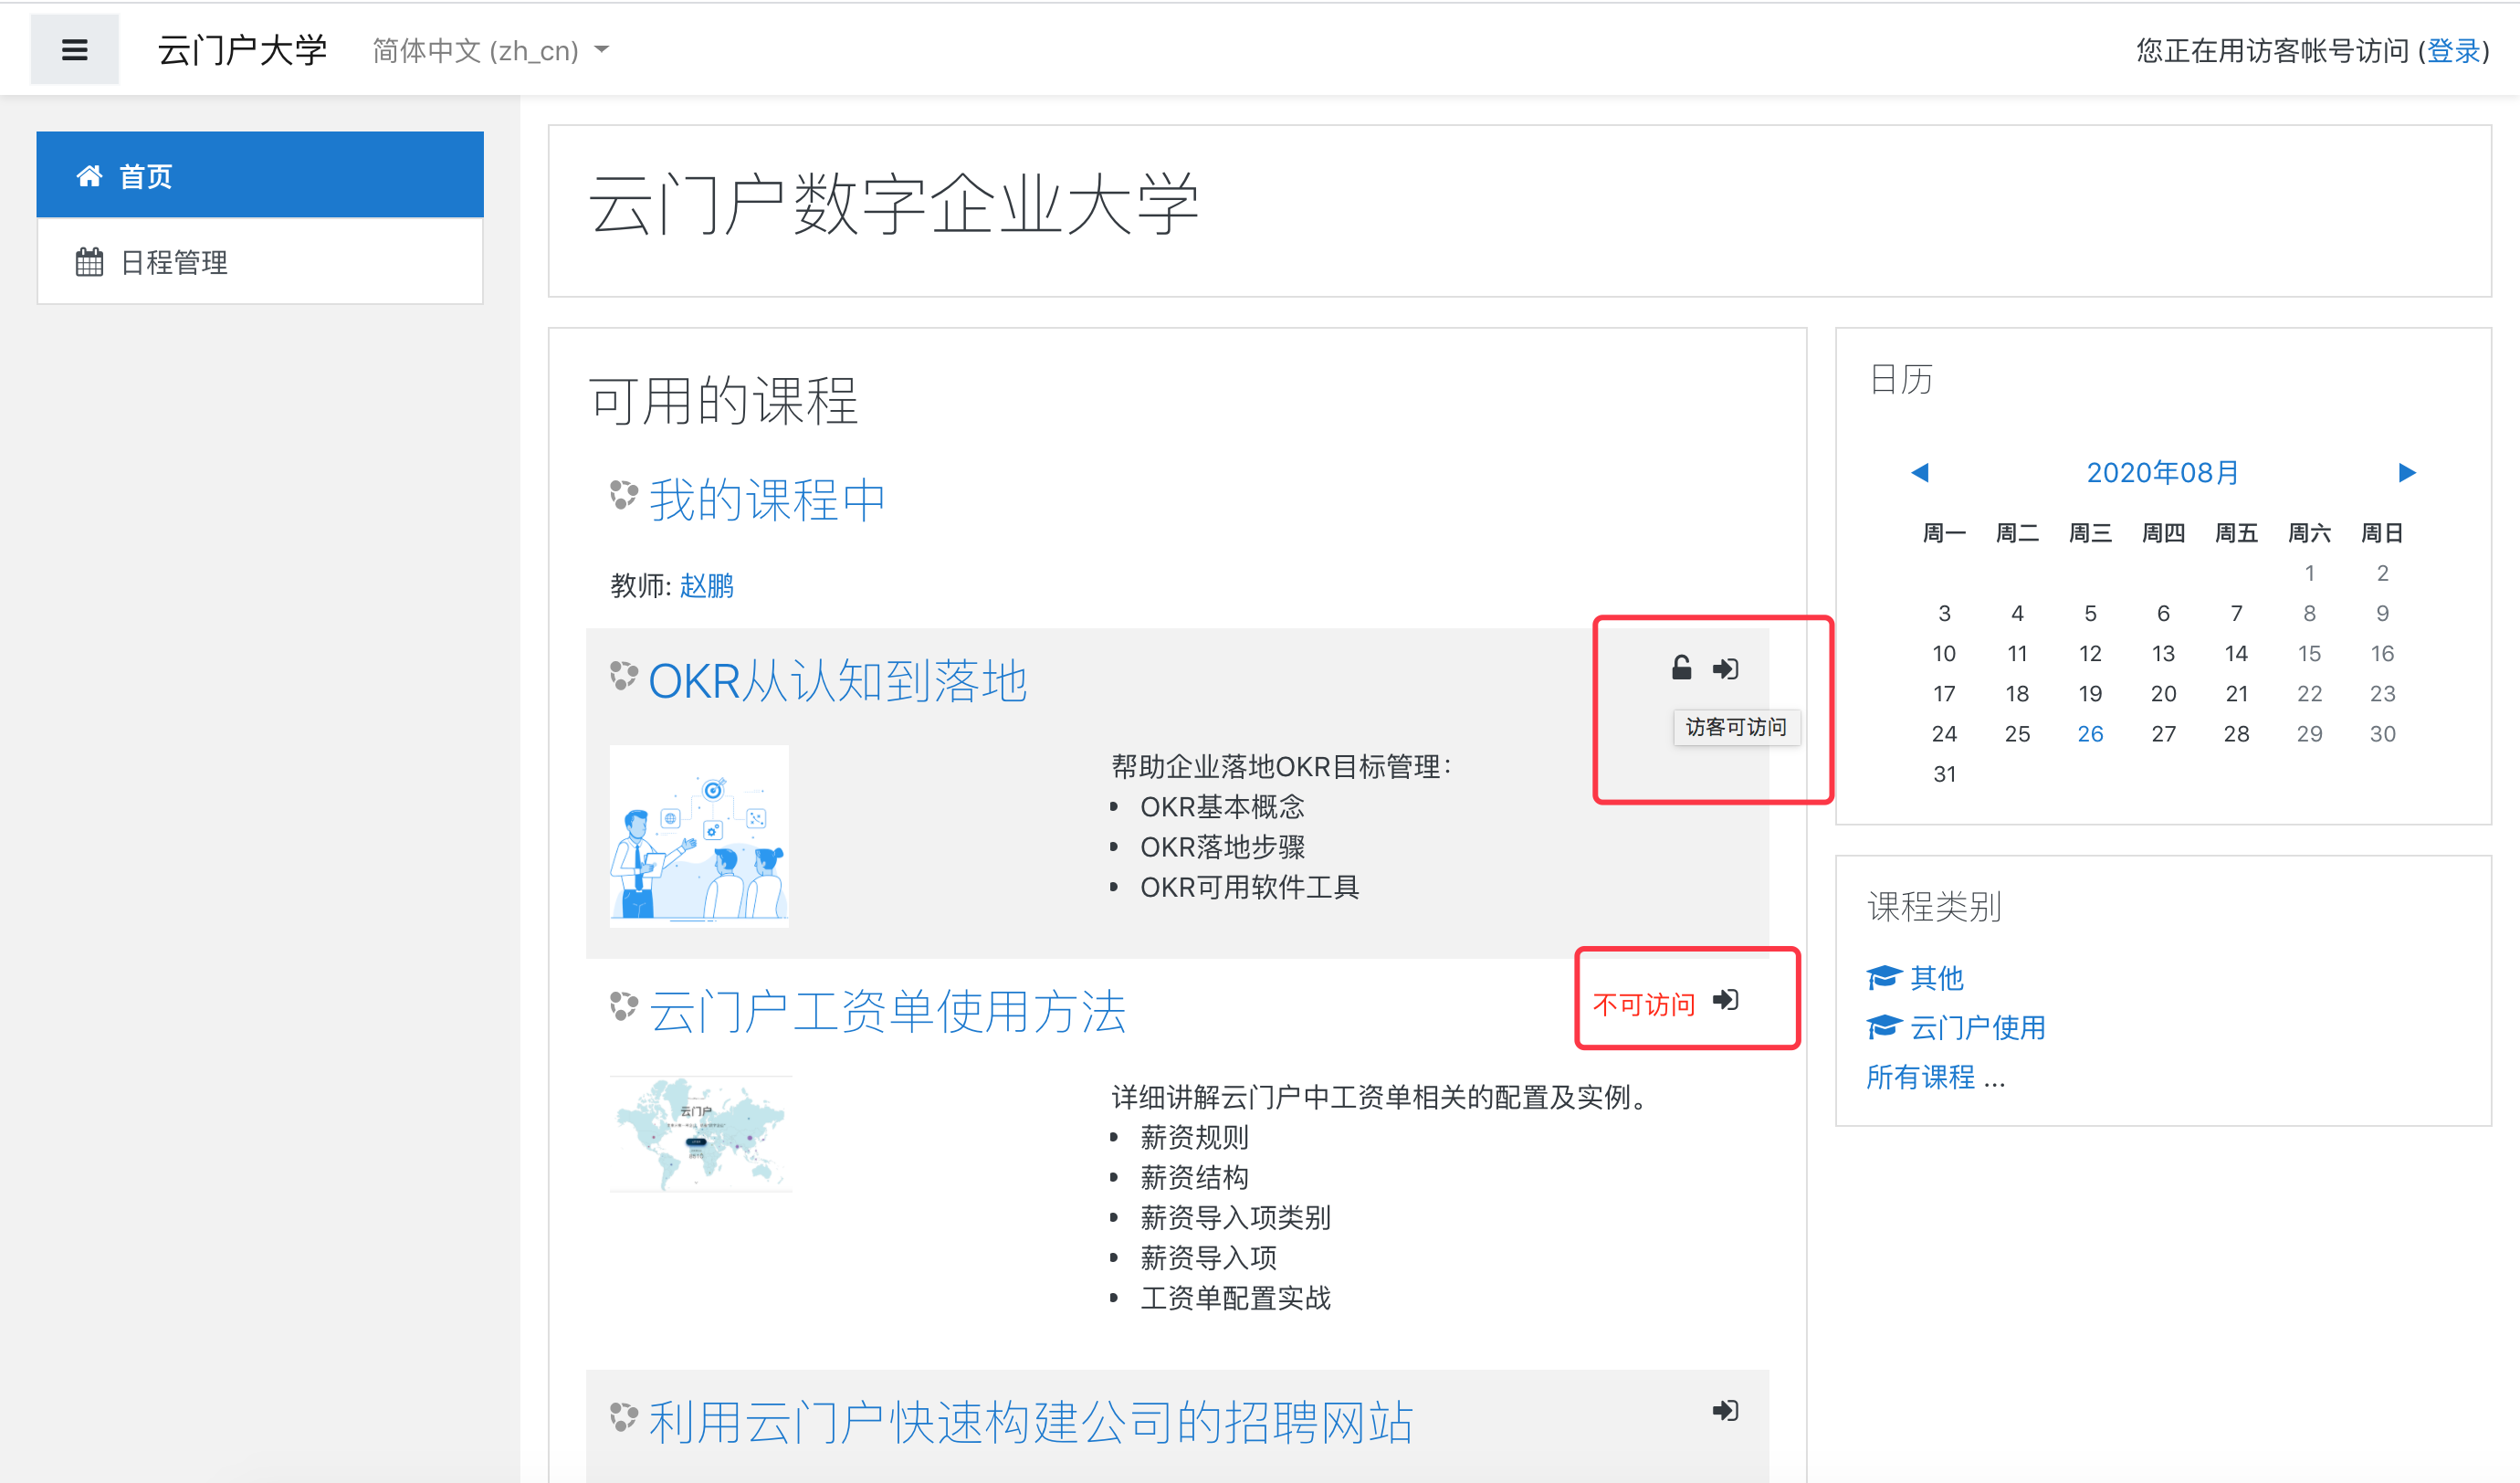 云门户大学
简体中文 (zh_cn)
您正在用访客帐号访问 (登录)
首页
日程管理
云门户数字企业大学
可用的课程
我的课程中
教师: 赵鹏
OKR从认知到落地
访客可访问
帮助企业落地OKR目标管理：
OKR基本概念
OKR落地步骤
OKR可用软件工具
云门户工资单使用方法
不可访问
云门户
详细讲解云门户中工资单相关的配置及实例。
薪资规则
薪资结构
薪资导入项类别
薪资导入项
工资单配置实战
利用云门户快速构建公司的招聘网站
日历
2020年08月
周一 周二 周三 周四 周五 周六 周日
1 2
3 4 5 6 7 8 9
10 11 12 13 14 15 16
17 18 19 20 21 22 23
24 25 26 27 28 29 30
31
课程类别
其他
云门户使用
所有课程 ...